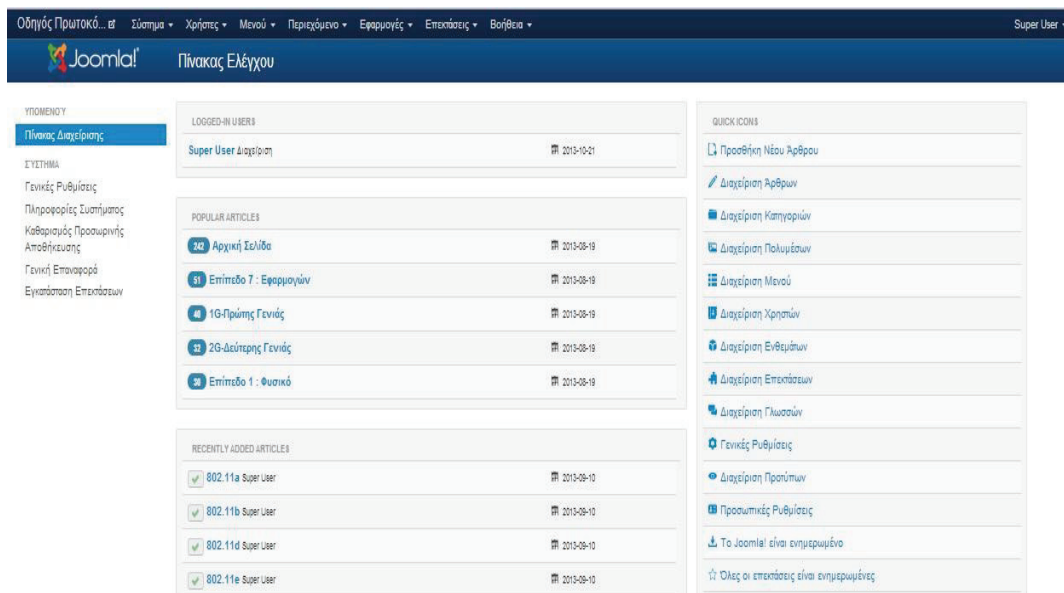 Οδηγός Πρωτοκό... Σύστημα Χρήστες Μενού Περιεχόμενο Εφαρμογές Επεκτάσεις Βοήθεια Super User
Joomla! Πίνακας Ελέγχου
ΥΠΟΜΕΝΟΎ
Πίνακας Διαχείρισης
ΣΎΣΤΗΜΑ
Γενικές Ρυθμίσεις
Πληροφορίες Συστήματος
Καθαρισμός Προσωρινής
Αποθήκευσης
Γενική Επαναφορά
Εγκατάσταση Επεκτάσεων
LOGGED-IN USERS
Super User Διαχείριση 2013-10-21
POPULAR ARTICLES
242 Αρχική Σελίδα 2013-08-19
51 Επίπεδο 7 : Εφαρμογών 2013-08-19
40 1G-Πρώτης Γενιάς 2013-08-19
32 2G-Δεύτερης Γενιάς 2013-08-19
30 Επίπεδο 1 : Φυσικό 2013-08-19
RECENTLY ADDED ARTICLES
802.11a Super User 2013-09-10
802.11b Super User 2013-09-10
802.11d Super User 2013-09-10
802.11e Super User 2013-09-10
QUICK ICONS
Προσθήκη Νέου Άρθρου
Διαχείριση Άρθρων
Διαχείριση Κατηγοριών
Διαχείριση Πολυμέσων
Διαχείριση Μενού
Διαχείριση Χρηστών
Διαχείριση Ενθεμάτων
Διαχείριση Επεκτάσεων
Διαχείριση Γλωσσών
Γενικές Ρυθμίσεις
Διαχείριση Προτύπων
Προσωπικές Ρυθμίσεις
Το Joomla! είναι ενημερωμένο
Όλες οι επεκτάσεις είναι ενημερωμένες